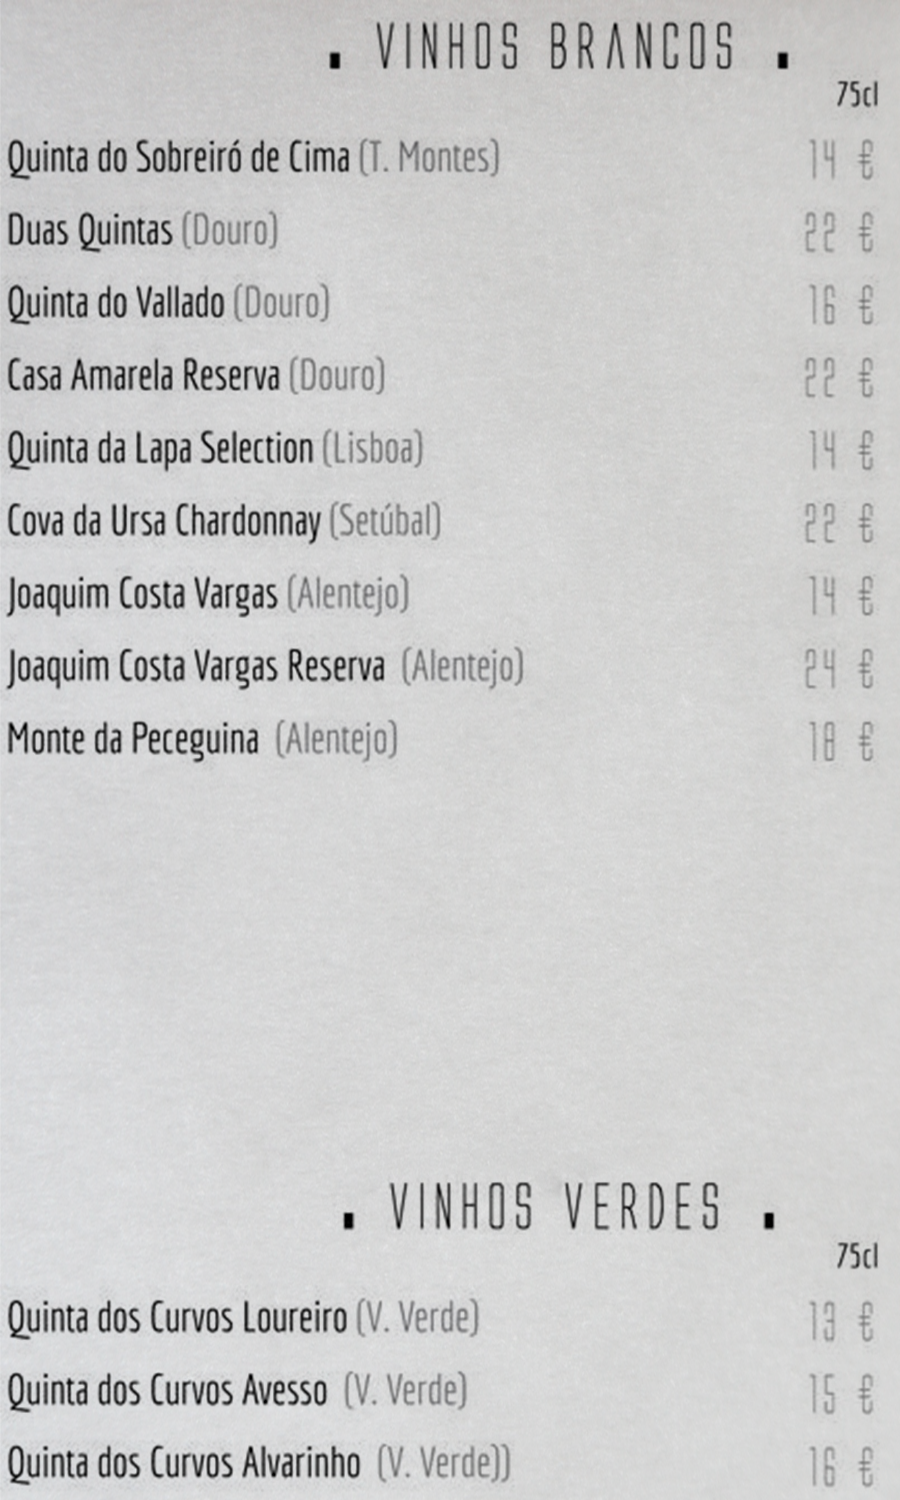 . VINHOS BRANCOS .
75cl
Quinta do Sobreiró de Cima (T. Montes) 14 €
Duas Quintas (Douro) 22 €
Quinta do Vallado (Douro) 16 €
Casa Amarela Reserva (Douro) 22 €
Quinta da Lapa Selection (Lisboa) 14 €
Cova da Ursa Chardonnay (Setúbal) 22 €
Joaquim Costa Vargas (Alentejo) 14 €
Joaquim Costa Vargas Reserva (Alentejo) 24 €
Monte da Peceguina (Alentejo) 18 €
. VINHOS VERDES .
75cl
Quinta dos Curvos Loureiro (V. Verde) 13 €
Quinta dos Curvos Avesso (V. Verde) 15 €
Quinta dos Curvos Alvarinho (V. Verde)) 16 €